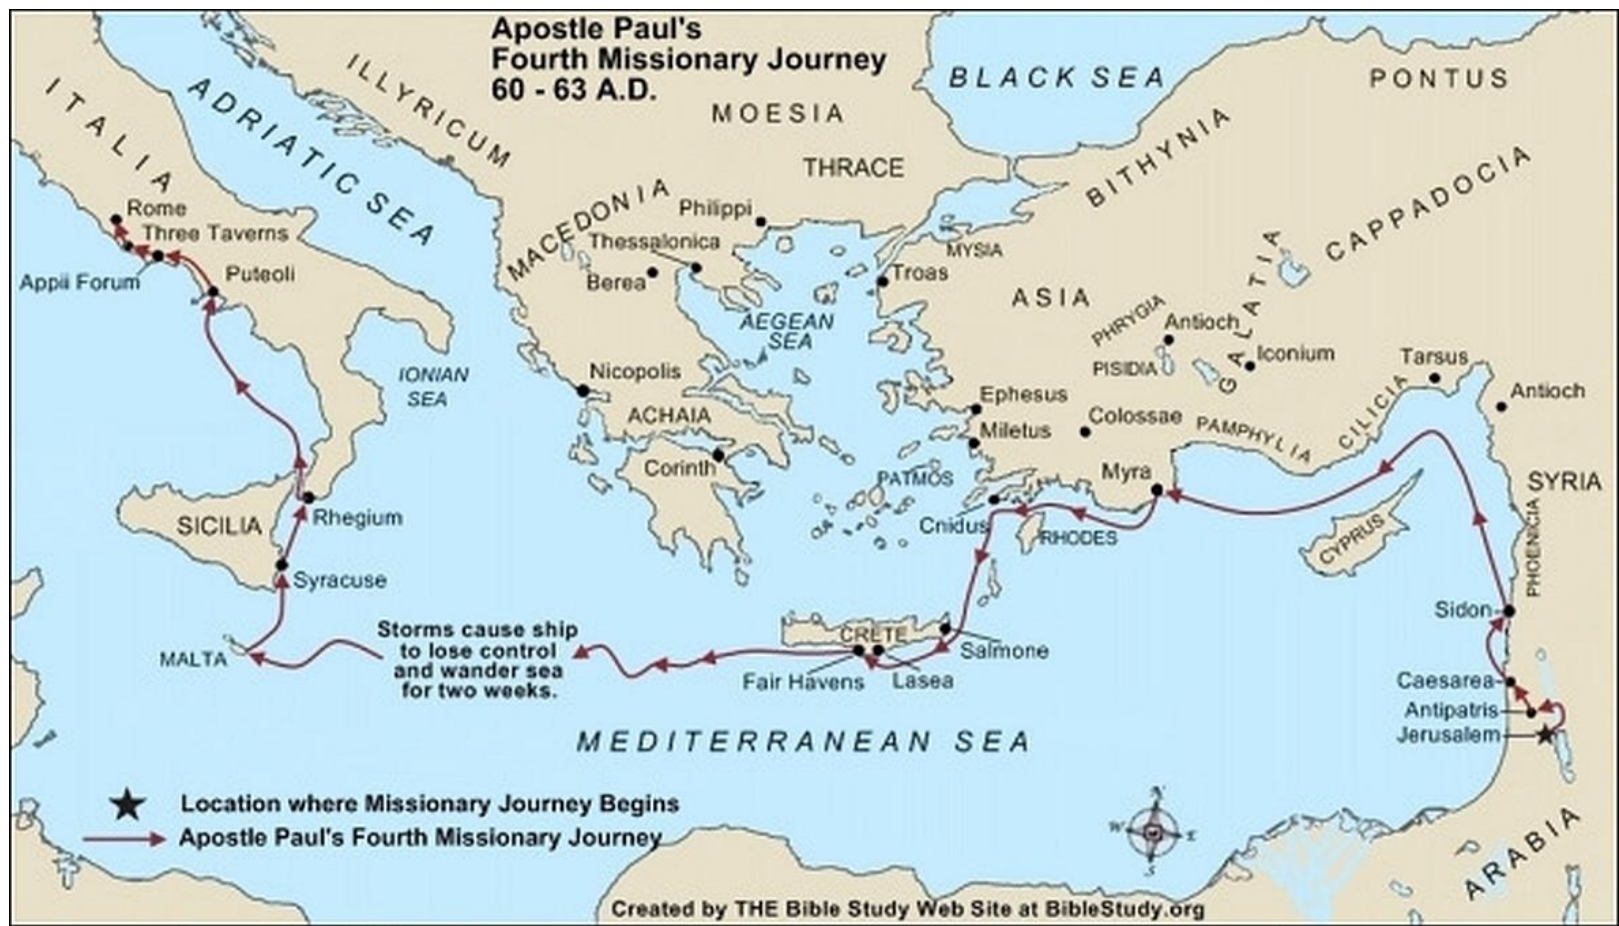 Apostle Paul's
Fourth Missionary Journey
60 - 63 A.D.
BLACK SEA
PONTUS
ITALIA
ADRIATIC SEA
ILLYRICUM
MOESIA
THRACE
BITHYNIA
CAPPADOCIA
MACEDONIA
Philippi
Rome
Three Taverns
Thessalonica
MYSIA
GALATIA
Appii Forum
Puteoli
Berea
Troas
ASIA
PHRYGIA
Antioch
AEGEAN
SEA
IONIAN
SEA
Nicopolis
PISIDIA
Iconium
Tarsus
Antioch
ACHAIA
Ephesus
Colossae
PAMPHYLIA
CILICIA
Miletus
Corinth
PATMOS
Myra
SYRIA
SICILIA
Rhegium
Cnidus
RHODES
CYPRUS
PHOENICIA
Syracuse
Sidon
Storms cause ship
to lose control
and wander sea
for two weeks.
CRETE
Salmone
MALTA
Fair Havens
Lasea
Caesarea
Antipatris
Jerusalem
MEDITERRANEAN SEA
Location where Missionary Journey Begins
Apostle Paul's Fourth Missionary Journey
N
W
E
S
ARABIA
Created by THE Bible Study Web Site at BibleStudy.org